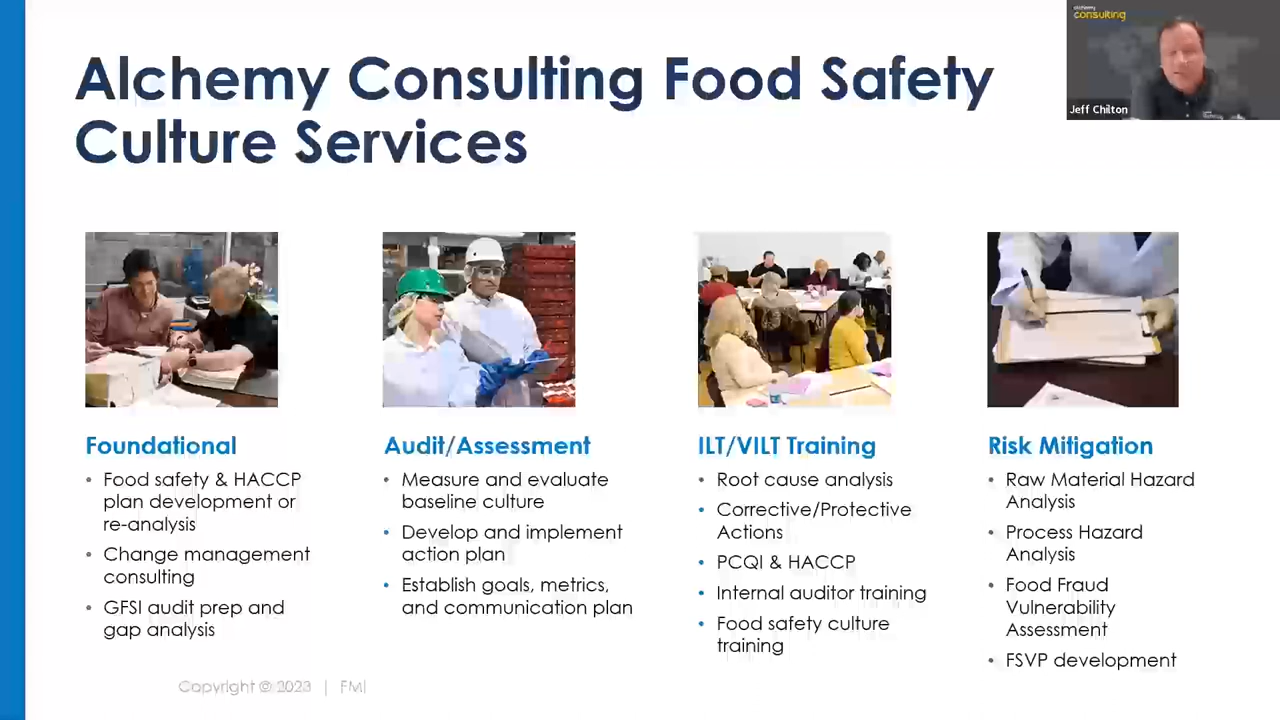 alchemy
consulting
Jeff Chilton
Alchemy Consulting Food Safety
Culture Services
Foundational
• Food safety & HACCP
plan development or
re-analysis
• Change management
consulting
• GFSI audit prep and
gap analysis
Audit/Assessment
• Measure and evaluate
baseline culture
• Develop and implement
action plan
• Establish goals, metrics,
and communication plan
ILT/VILT Training
• Root cause analysis
• Corrective/Protective
Actions
• PCQI & HACCP
• Internal auditor training
• Food safety culture
training
Risk Mitigation
• Raw Material Hazard
Analysis
• Process Hazard
Analysis
• Food Fraud
Vulnerability
Assessment
• FSVP development
Copyright © 2023 | FMI